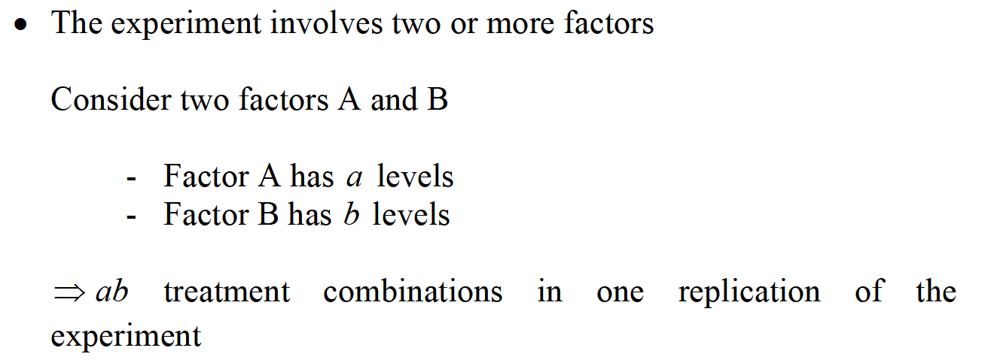 • The experiment involves two or more factors
Consider two factors A and B
- Factor A has a levels
- Factor B has b levels
⇒ ab treatment combinations in one replication of the
experiment